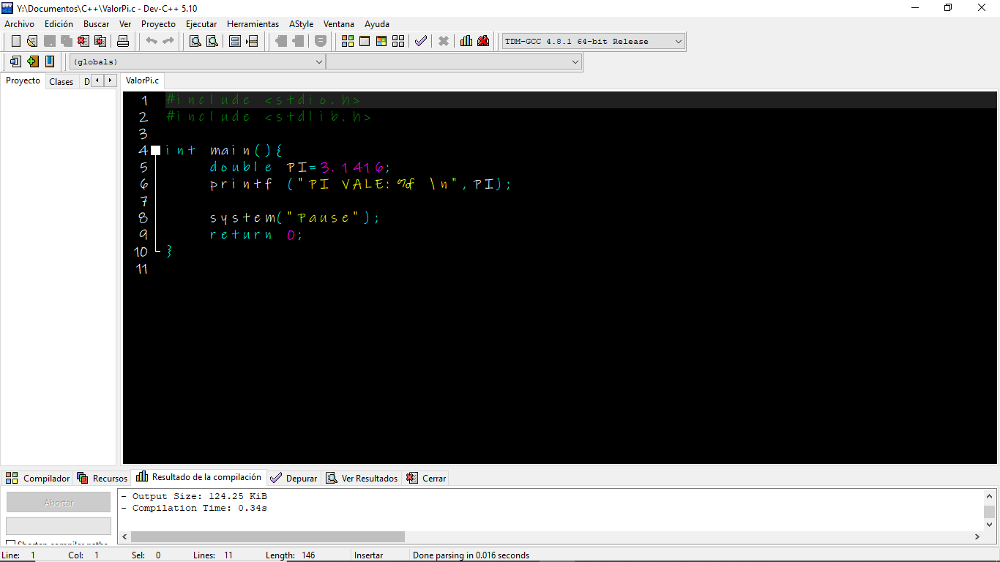 Y:\Documentos\C++\ValorPi.c - Dev-C++ 5.10
Archivo Edición Buscar Ver Proyecto Ejecutar Herramientas AStyle Ventana Ayuda
TDM-GCC 4.8.1 64-bit Release
(globals)
Proyecto Clases D
ValorPi.c
1 #include <stdio.h>
2 #include <stdlib.h>
3
4 int main(){
5 double PI=3.1416;
6 printf ("PI VALE: %f \n", PI);
7
8 system("Pause");
9 return 0;
10 }
11
Compilador Recursos Resultado de la compilación Depurar Ver Resultados Cerrar
Abortar
- Output Size: 124.25 KiB
- Compilation Time: 0.34s
Shorten compiler paths
Line: 1 Col: 1 Sel: 0 Lines: 11 Length: 146 Insertar Done parsing in 0.016 seconds